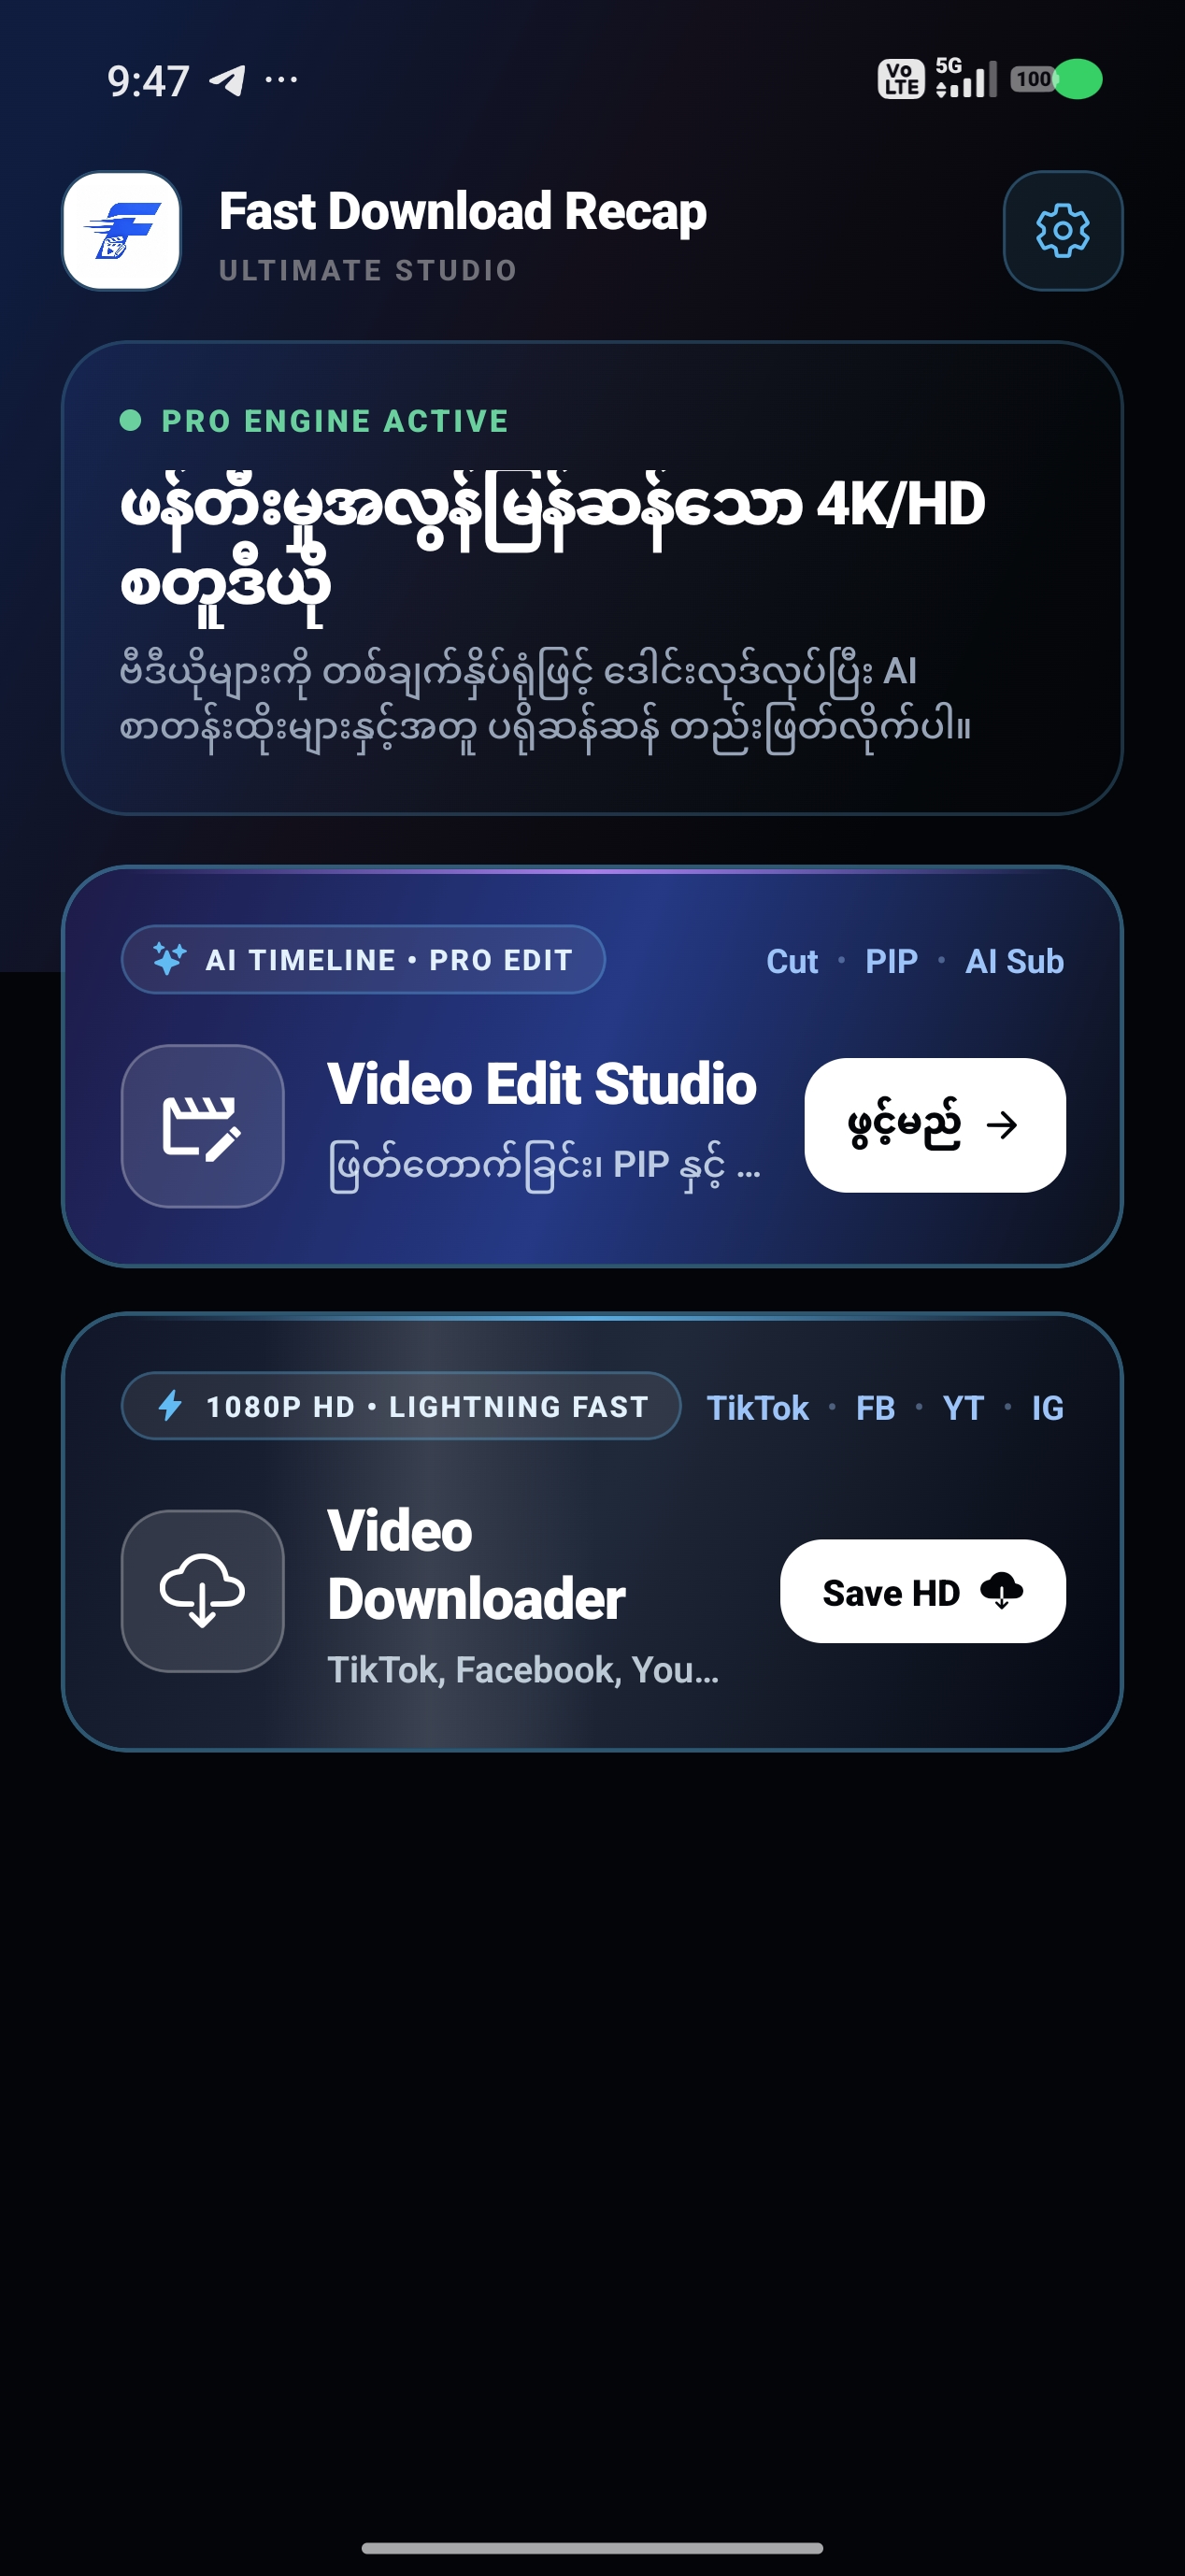 9:47
Vo LTE 5G 100
Fast Download Recap
ULTIMATE STUDIO
PRO ENGINE ACTIVE
ဖန်တီးမှုအလွန်မြန်ဆန်သော 4K/HD
စတူဒီယို
ဗီဒီယိုများကို တစ်ချက်နှိပ်ရုံဖြင့် ဒေါင်းလုဒ်လုပ်ပြီး AI
စာတန်းထိုးများနှင့်အတူ ပရိုဆန်ဆန် တည်းဖြတ်လိုက်ပါ။
AI TIMELINE • PRO EDIT
Cut • PIP • AI Sub
Video Edit Studio
ဖြတ်တောက်ခြင်း၊ PIP နှင့် ...
ဖွင့်မည် →
1080P HD • LIGHTNING FAST
TikTok • FB • YT • IG
Video
Downloader
TikTok, Facebook, You...
Save HD